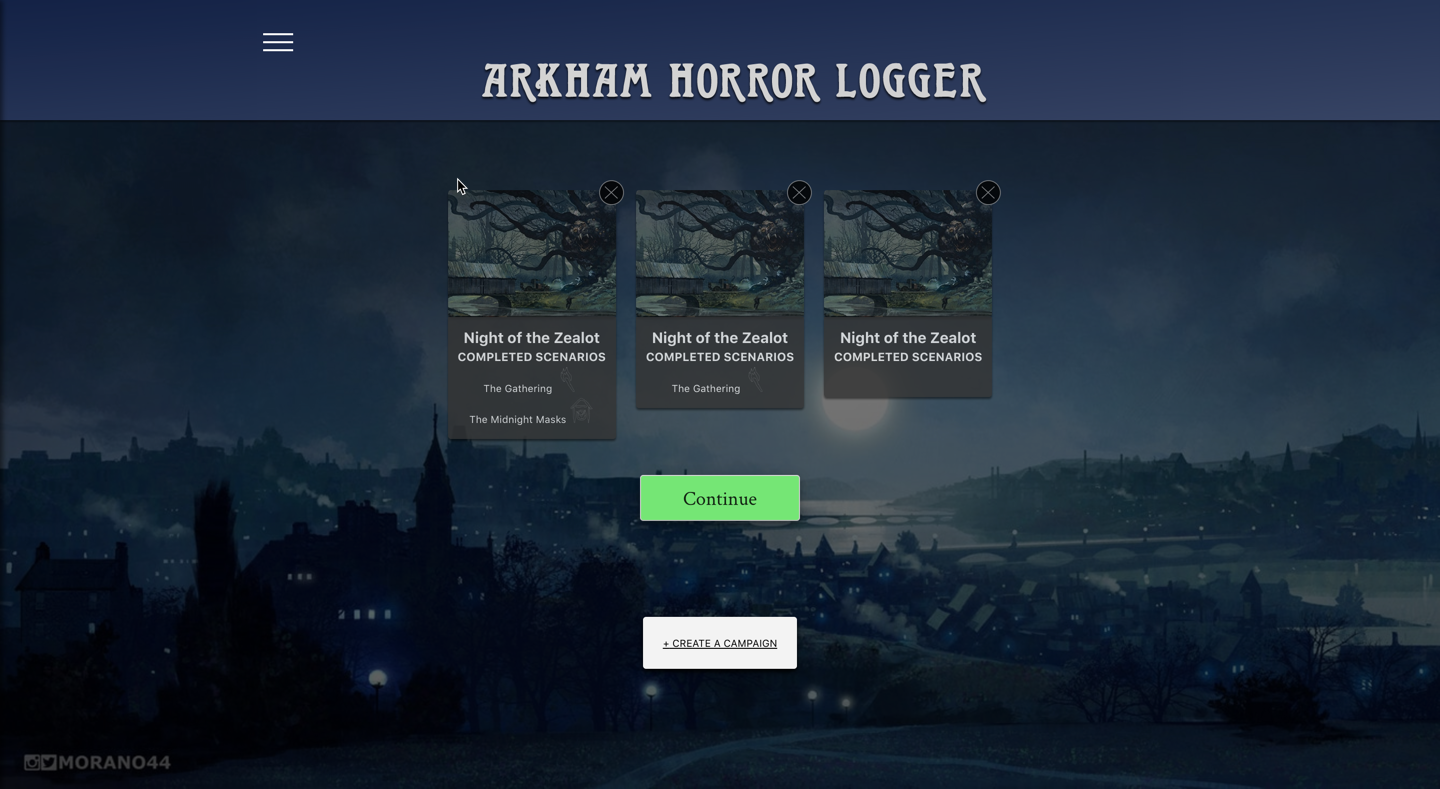 ARKHAM HORROR LOGGER
Night of the Zealot
COMPLETED SCENARIOS
The Gathering
The Midnight Masks
Night of the Zealot
COMPLETED SCENARIOS
The Gathering
Night of the Zealot
COMPLETED SCENARIOS
Continue
+ CREATE A CAMPAIGN
MORANO44